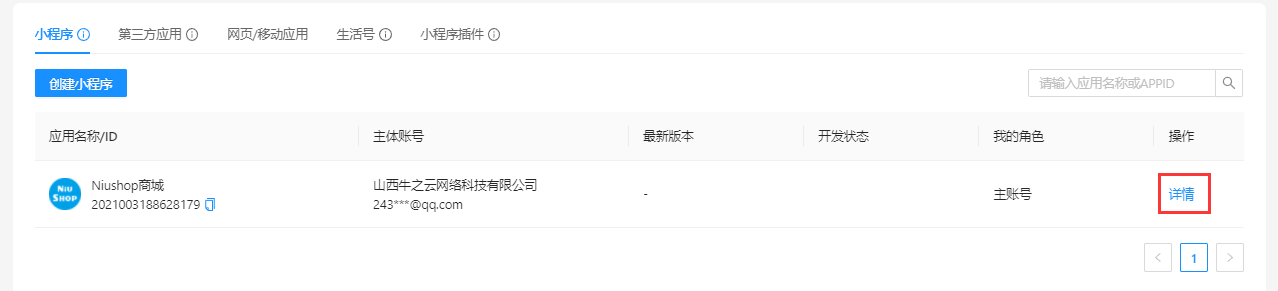 小程序 第三方应用 网页/移动应用 生活号 小程序插件
创建小程序 请输入应用名称或APPID
应用名称/ID 主体账号 最新版本 开发状态 我的角色 操作
NIU SHOP
Niushop商城 山西牛之云网络科技有限公司 - 主账号 详情
2021003188628179 243***@qq.com
< 1 >